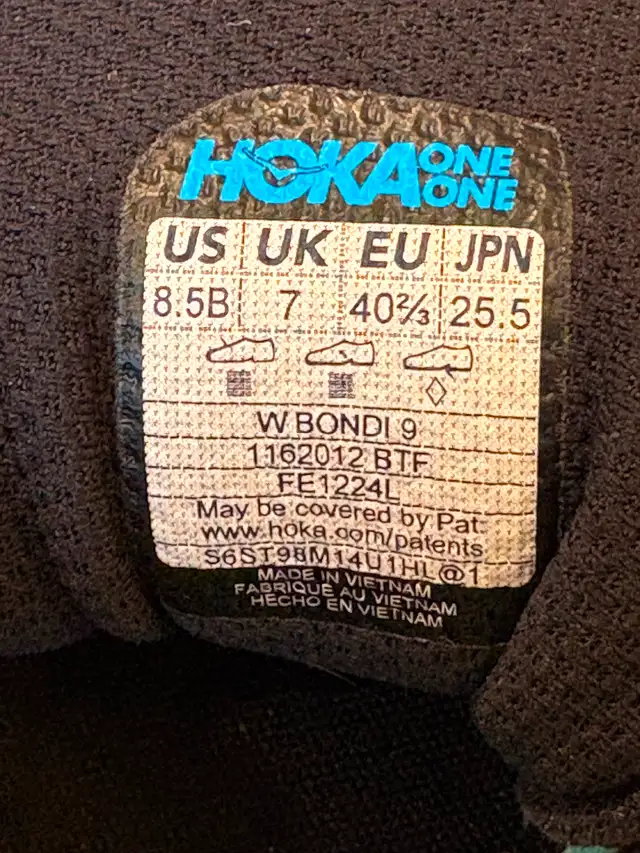 HOKA ONE ONE
US UK EU JPN
8.5B 7 40⅔ 25.5
W BONDI 9
1162012 BTF
FE1224L
May be covered by Pat:
www.hoka.com/patents
S6ST98M14U1HL@1
MADE IN VIETNAM
FABRIQUE AU VIETNAM
HECHO EN VIETNAM